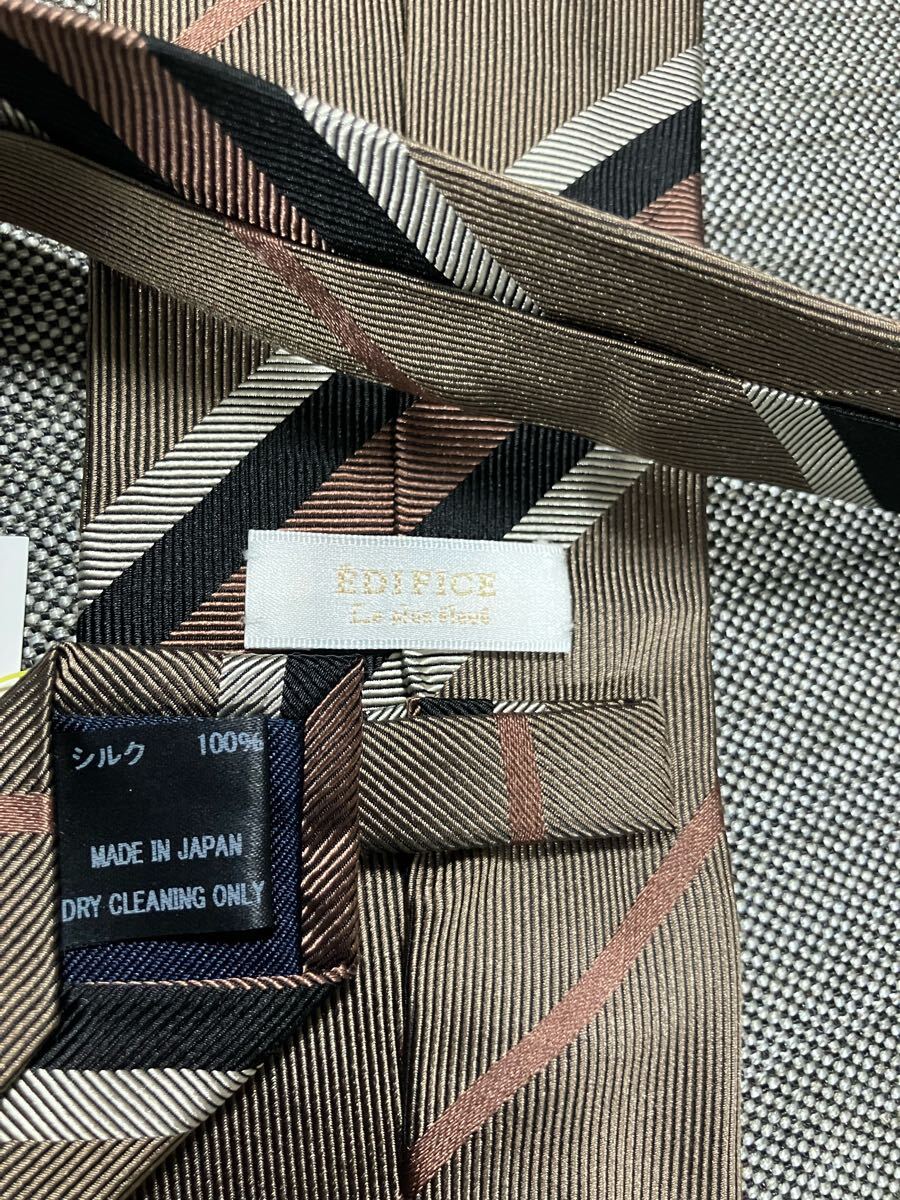 ÉDIFICE
Le plus élevé
シルク 100%
MADE IN JAPAN
DRY CLEANING ONLY